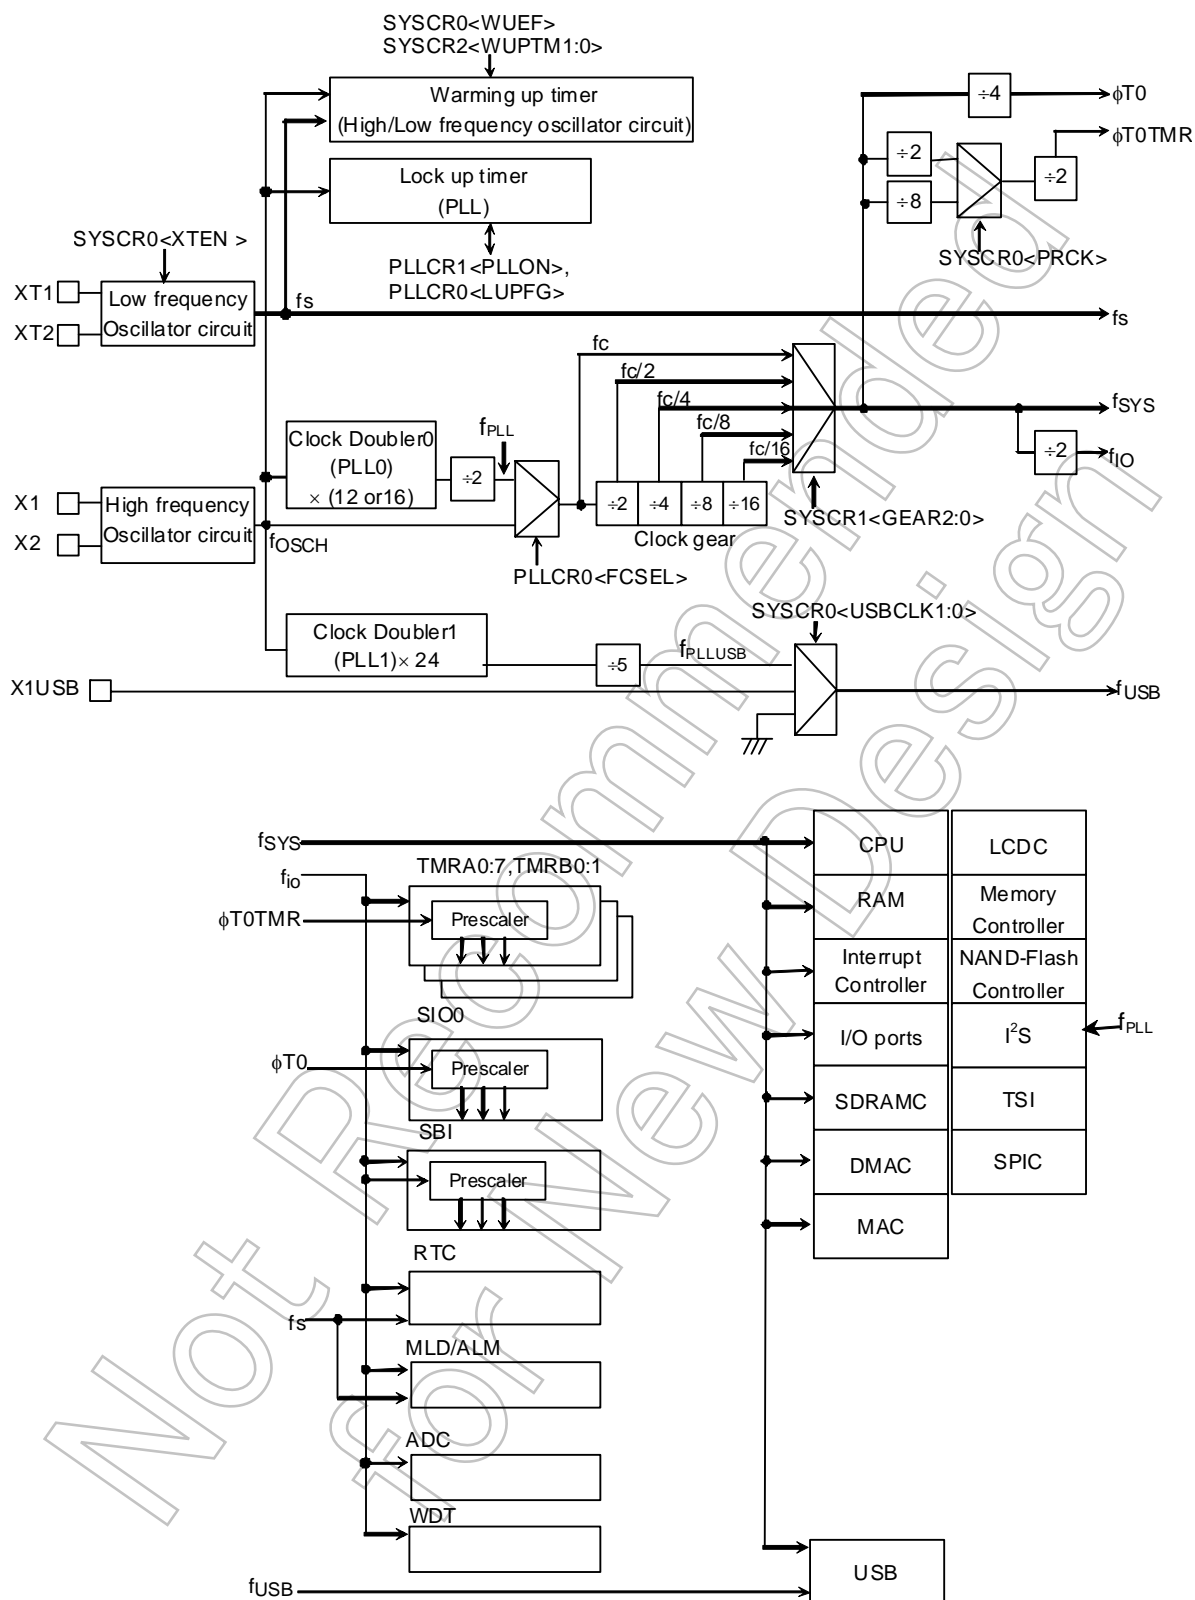 SYSCR0<WUEF>
SYSCR2<WUPTM1:0>
Warming up timer
(High/Low frequency oscillator circuit)
÷4
ϕT0
ϕT0TMR
÷2
÷8
÷2
Lock up timer
(PLL)
SYSCR0<PRCK>
SYSCR0<XTEN >
PLLCR1<PLLON>,
PLLCR0<LUPFG>
XT1
XT2
Low frequency
Oscillator circuit
fs
fs
fc
fc/2
fc/4
fc/8
fc/16
fSYS
÷2
fIO
Clock Doubler0
(PLL0)
× (12 or16)
÷2
fPLL
÷2
÷4
÷8
÷16
Clock gear
SYSCR1<GEAR2:0>
X1
X2
High frequency
Oscillator circuit
fOSCH
PLLCR0<FCSEL>
SYSCR0<USBCLK1:0>
Clock Doubler1
(PLL1)× 24
÷5
fPLLUSB
X1USB
fUSB
fSYS
fio
ϕT0TMR
TMRA0:7,TMRB0:1
Prescaler
SIO0
ϕT0
Prescaler
SBI
Prescaler
RTC
fs
MLD/ALM
ADC
WDT
fUSB
CPU
LCDC
RAM
Memory
Controller
Interrupt
Controller
NAND-Flash
Controller
I/O ports
I²S
fPLL
SDRAMC
TSI
DMAC
SPIC
MAC
USB
Not Recommended
for New Design